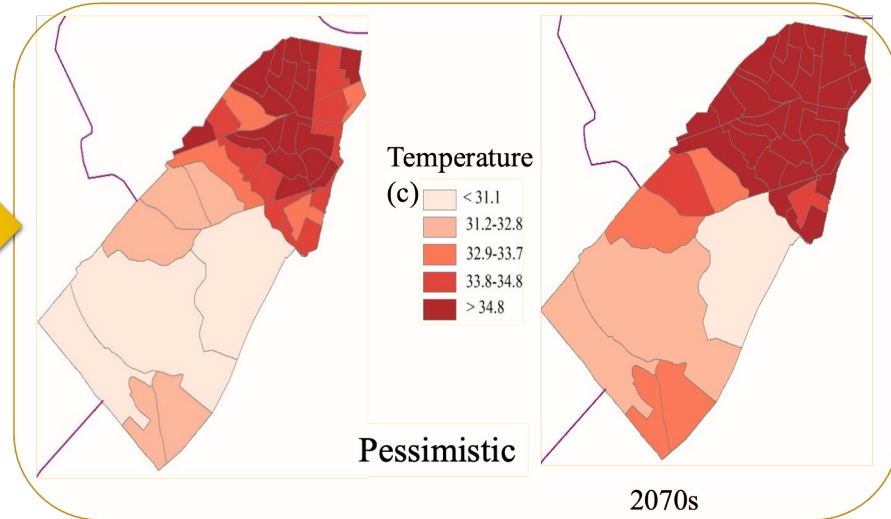 Temperature
(c)
< 31.1
31.2-32.8
32.9-33.7
33.8-34.8
> 34.8
Pessimistic
2070s